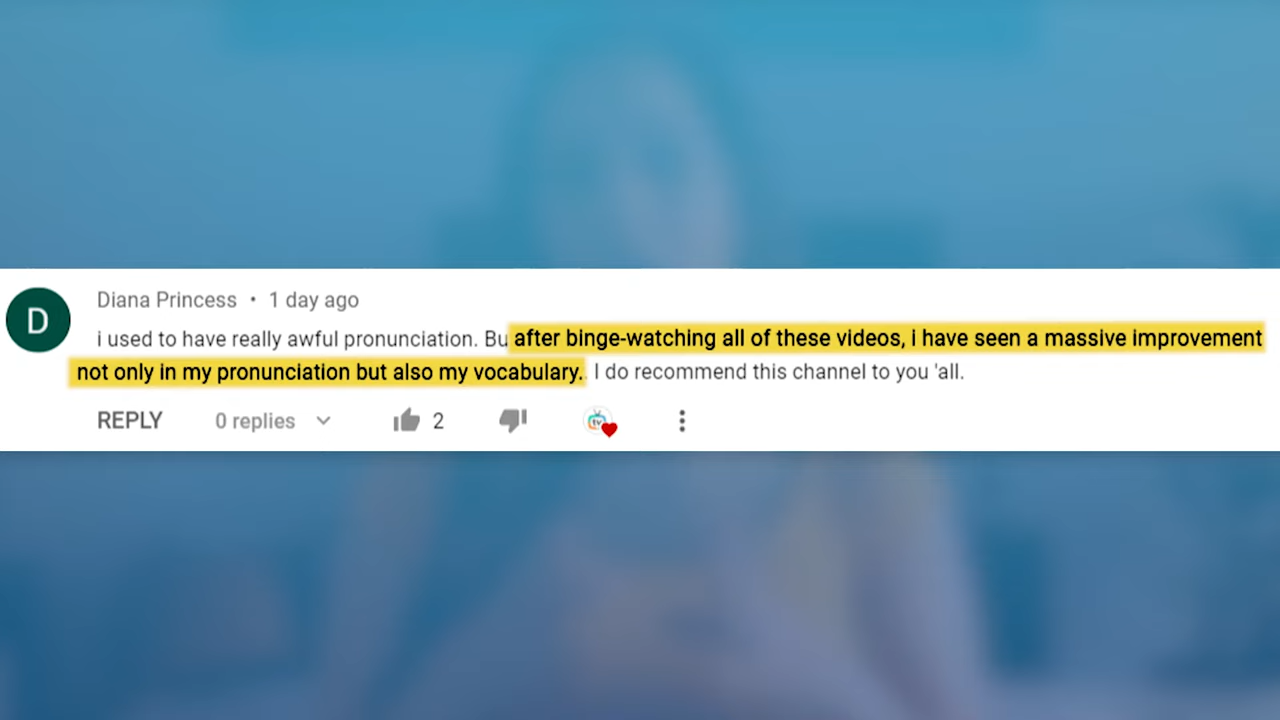 D
Diana Princess • 1 day ago
i used to have really awful pronunciation. Bu after binge-watching all of these videos, i have seen a massive improvement
not only in my pronunciation but also my vocabulary.. I do recommend this channel to you 'all.
REPLY 0 replies 2 tv